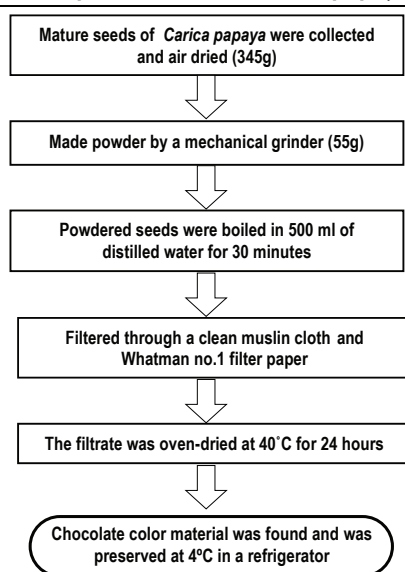 Mature seeds of Carica papaya were collected
and air dried (345g)
Made powder by a mechanical grinder (55g)
Powdered seeds were boiled in 500 ml of
distilled water for 30 minutes
Filtered through a clean muslin cloth and
Whatman no.1 filter paper
The filtrate was oven-dried at 40˚C for 24 hours
Chocolate color material was found and was
preserved at 4ºC in a refrigerator